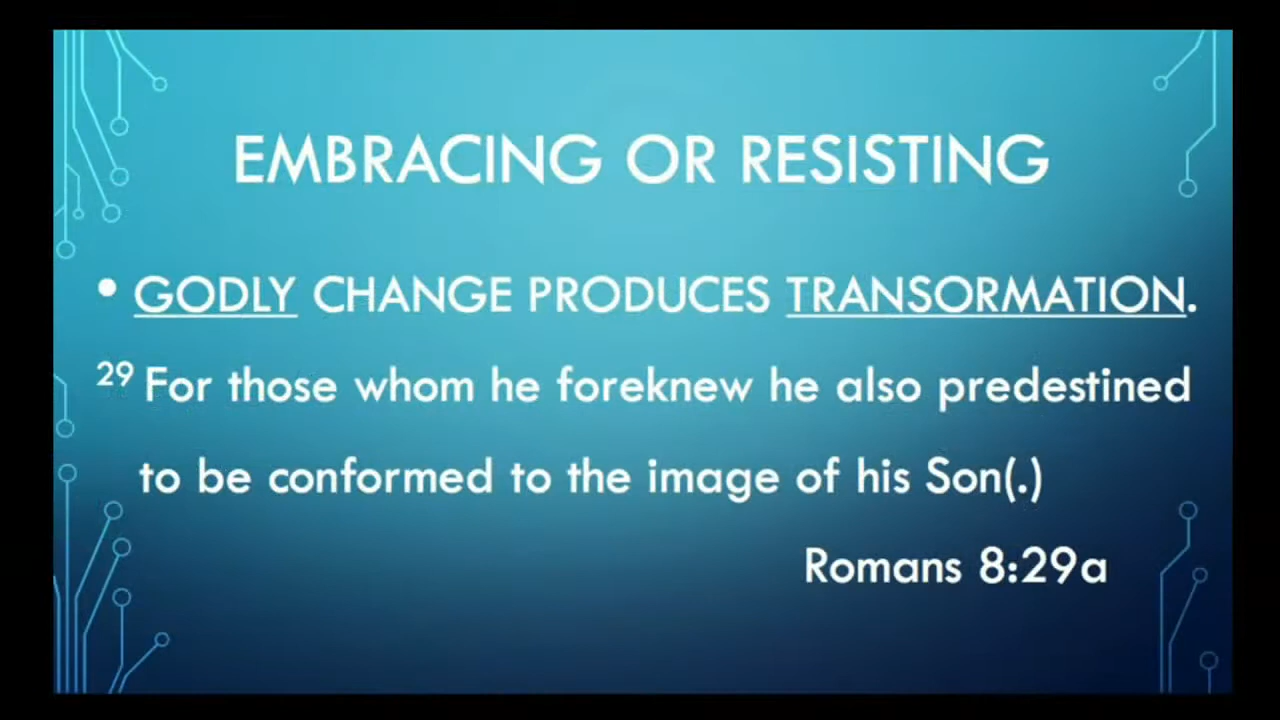 EMBRACING OR RESISTING
• GODLY CHANGE PRODUCES TRANSORMATION.
29 For those whom he foreknew he also predestined
to be conformed to the image of his Son(.)
Romans 8:29a